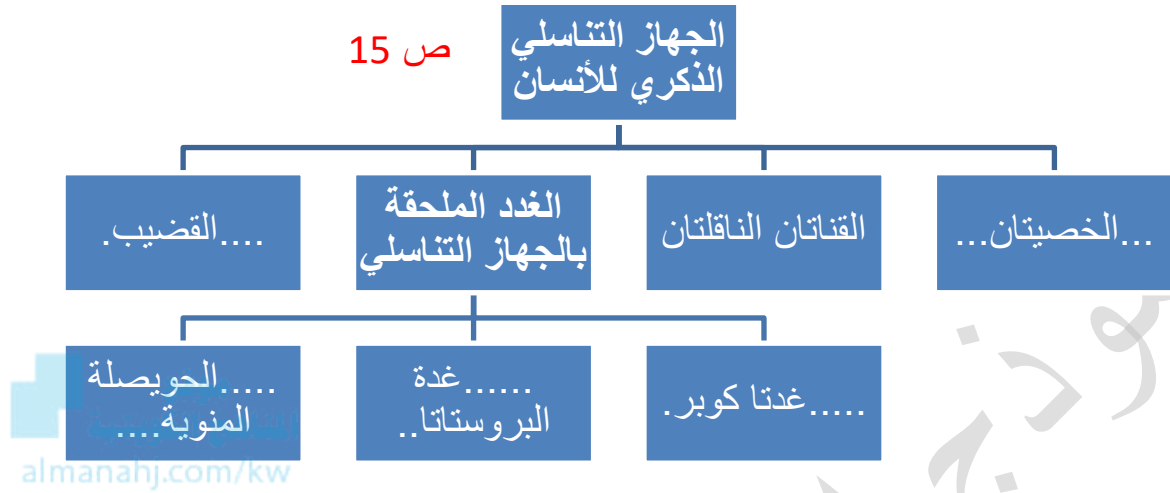 الجهاز التناسلي
الذكري للأنسان
ص 15
...الخصيتان...
القناتان الناقلتان
الغدد الملحقة
بالجهاز التناسلي
....القضيب.
.....غدتا كوبر.
......غدة
البروستاتا..
.....الحويصلة
المنوية....
almanahj.com/kw